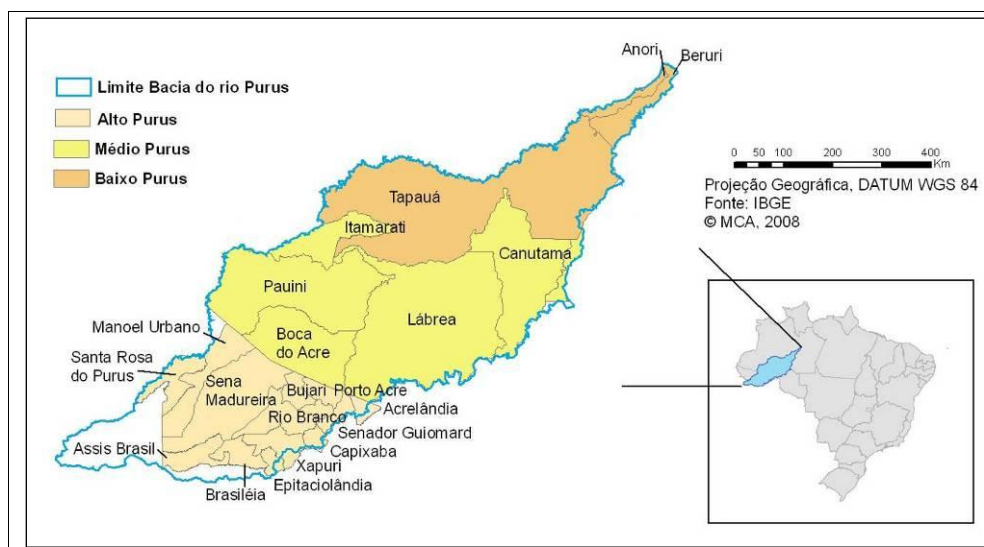 Limite Bacia do rio Purus
Alto Purus
Médio Purus
Baixo Purus
Anori
Beruri
0 50 100 200 300 400
Km
Projeção Geográfica, DATUM WGS 84
Fonte: IBGE
© MCA, 2008
Tapauá
Itamarati
Canutama
Pauini
Lábrea
Boca
do Acre
Manoel Urbano
Santa Rosa
do Purus
Sena
Madureira
Bujari
Porto Acre
Rio Branco
Acrelândia
Senador Guiomard
Capixaba
Assis Brasil
Xapuri
Epitaciolândia
Brasiléia